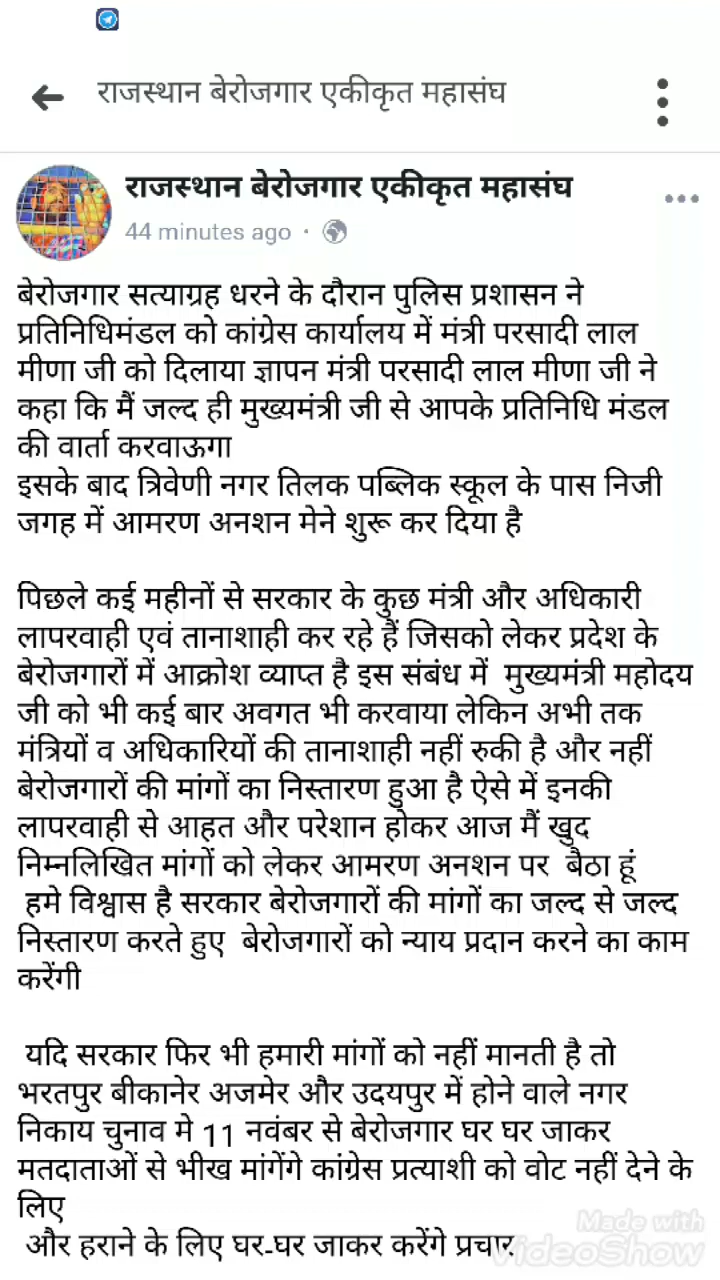 राजस्थान बेरोजगार एकीकृत महासंघ
राजस्थान बेरोजगार एकीकृत महासंघ
44 minutes ago ·
बेरोजगार सत्याग्रह धरने के दौरान पुलिस प्रशासन ने
प्रतिनिधिमंडल को कांग्रेस कार्यालय में मंत्री परसादी लाल
मीणा जी को दिलाया ज्ञापन मंत्री परसादी लाल मीणा जी ने
कहा कि मैं जल्द ही मुख्यमंत्री जी से आपके प्रतिनिधि मंडल
की वार्ता करवाऊगा
इसके बाद त्रिवेणी नगर तिलक पब्लिक स्कूल के पास निजी
जगह में आमरण अनशन मेने शुरू कर दिया है
पिछले कई महीनों से सरकार के कुछ मंत्री और अधिकारी
लापरवाही एवं तानाशाही कर रहे हैं जिसको लेकर प्रदेश के
बेरोजगारों में आक्रोश व्याप्त है इस संबंध में मुख्यमंत्री महोदय
जी को भी कई बार अवगत भी करवाया लेकिन अभी तक
मंत्रियों व अधिकारियों की तानाशाही नहीं रुकी है और नहीं
बेरोजगारों की मांगों का निस्तारण हुआ है ऐसे में इनकी
लापरवाही से आहत और परेशान होकर आज मैं खुद
निम्नलिखित मांगों को लेकर आमरण अनशन पर बैठा हूं
हमे विश्वास है सरकार बेरोजगारों की मांगों का जल्द से जल्द
निस्तारण करते हुए बेरोजगारों को न्याय प्रदान करने का काम
करेंगी
यदि सरकार फिर भी हमारी मांगों को नहीं मानती है तो
भरतपुर बीकानेर अजमेर और उदयपुर में होने वाले नगर
निकाय चुनाव मे 11 नवंबर से बेरोजगार घर घर जाकर
मतदाताओं से भीख मांगेंगे कांग्रेस प्रत्याशी को वोट नहीं देने के
लिए
और हराने के लिए घर-घर जाकर करेंगे प्रचार
Made with
VideoShow